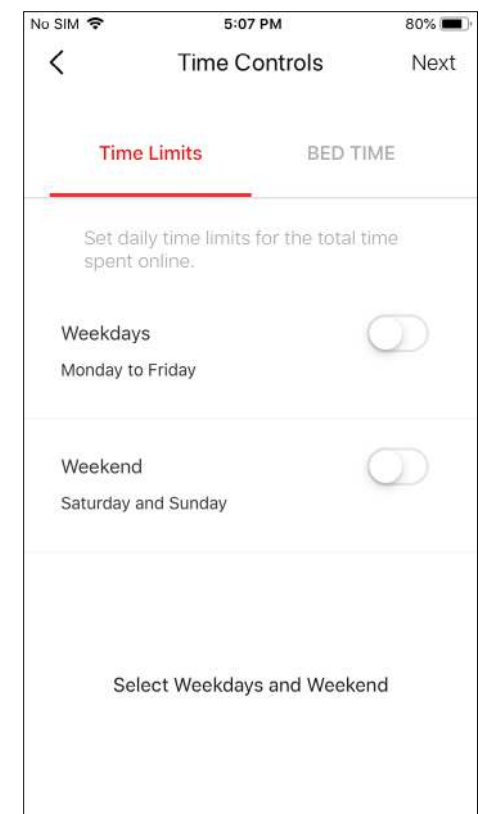 No SIM 5:07 PM 80%
Time Controls Next
Time Limits BED TIME
Set daily time limits for the total time
spent online.
Weekdays
Monday to Friday
Weekend
Saturday and Sunday
Select Weekdays and Weekend